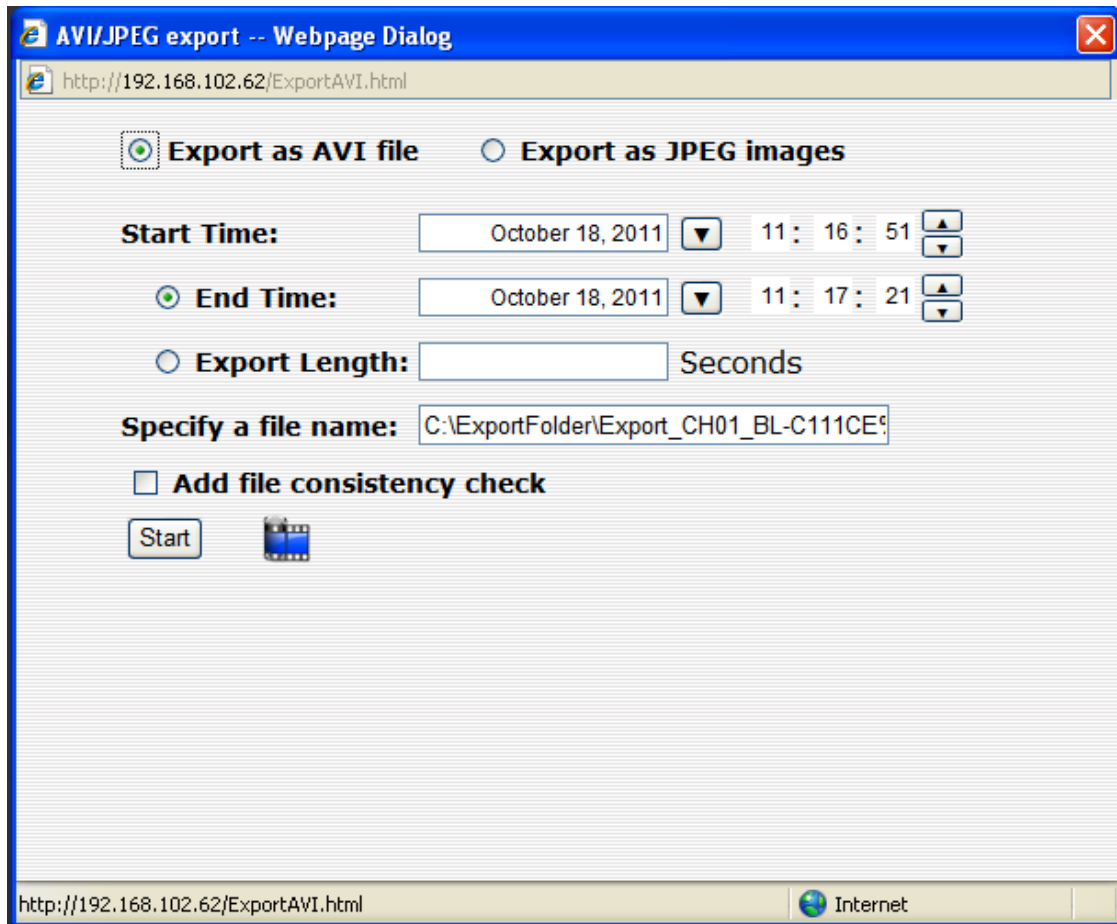 AVI/JPEG export -- Webpage Dialog
http://192.168.102.62/ExportAVI.html
Export as AVI file Export as JPEG images
Start Time: October 18, 2011 11: 16: 51
End Time: October 18, 2011 11: 17: 21
Export Length: Seconds
Specify a file name: C:\ExportFolder\Export_CH01_BL-C111CE
Add file consistency check
Start
http://192.168.102.62/ExportAVI.html Internet